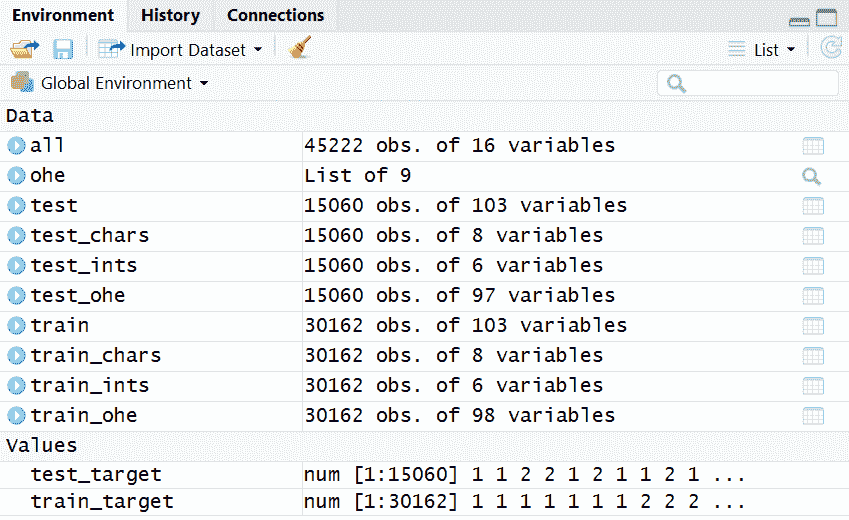 Environment History Connections
Import Dataset List
Global Environment
Data
all 45222 obs. of 16 variables
ohe List of 9
test 15060 obs. of 103 variables
test_chars 15060 obs. of 8 variables
test_ints 15060 obs. of 6 variables
test_ohe 15060 obs. of 97 variables
train 30162 obs. of 103 variables
train_chars 30162 obs. of 8 variables
train_ints 30162 obs. of 6 variables
train_ohe 30162 obs. of 98 variables
Values
test_target num [1:15060] 1 1 2 2 1 2 1 1 2 1 ...
train_target num [1:30162] 1 1 1 1 1 1 1 2 2 2 ...